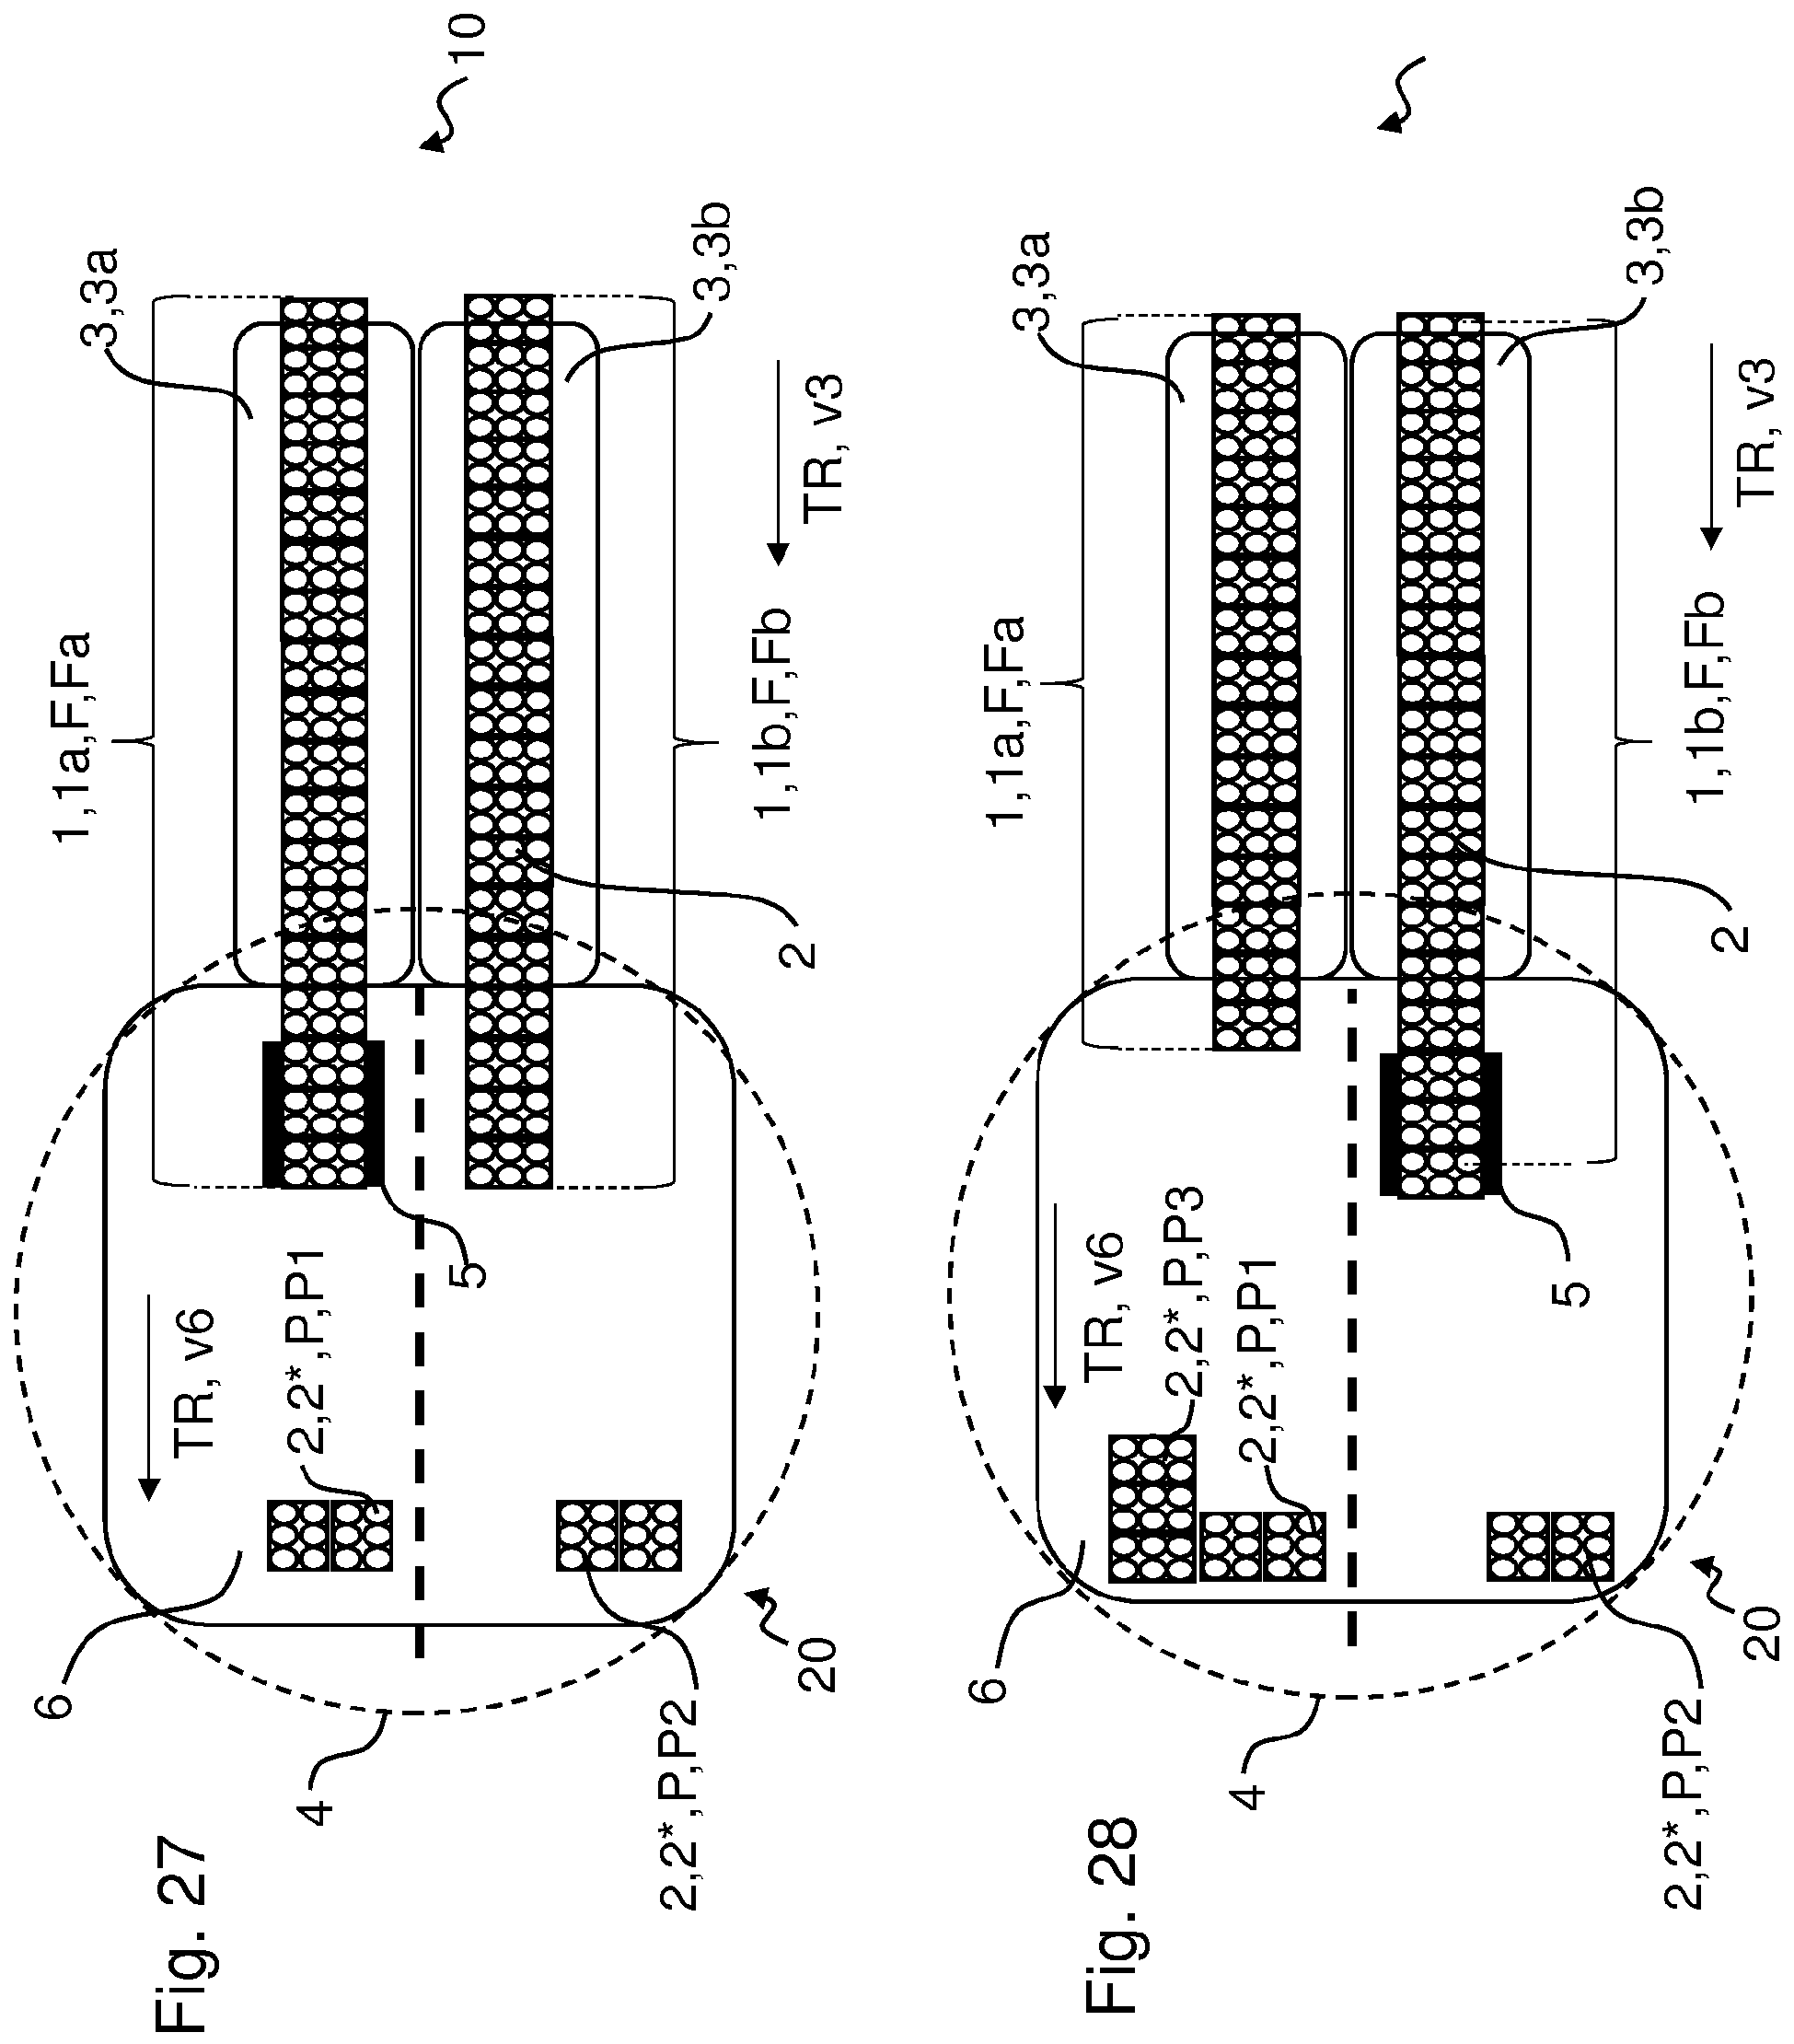 Fig. 27
10
3,3a
1,1a,F,Fa
3,3b
TR, v3
1,1b,F,Fb
2
5
TR, v6
2,2*,P,P1
6
4
20
2,2*,P,P2
Fig. 28
3,3a
1,1a,F,Fa
3,3b
TR, v3
1,1b,F,Fb
2
5
TR, v6
2,2*,P,P3
2,2*,P,P1
6
4
20
2,2*,P,P2